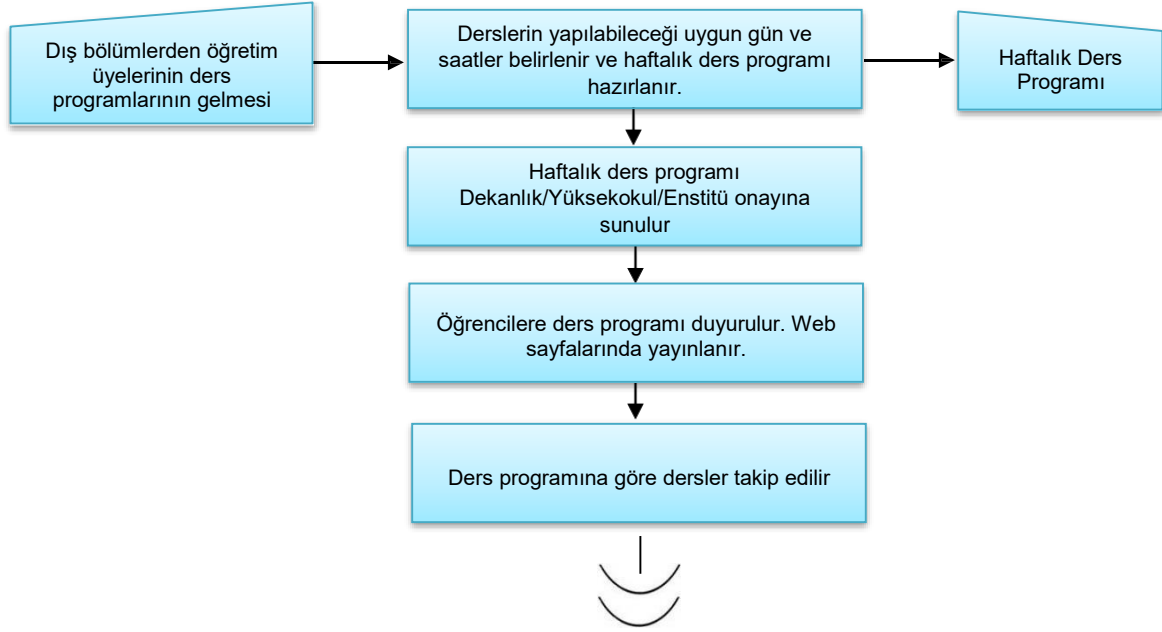 Dış bölümlerden öğretim
üyelerinin ders
programlarının gelmesi
Derslerin yapılabileceği uygun gün ve
saatler belirlenir ve haftalık ders programı
hazırlanır.
Haftalık Ders
Programı
Haftalık ders programı
Dekanlık/Yüksekokul/Enstitü onayına
sunulur
Öğrencilere ders programı duyurulur. Web
sayfalarında yayınlanır.
Ders programına göre dersler takip edilir